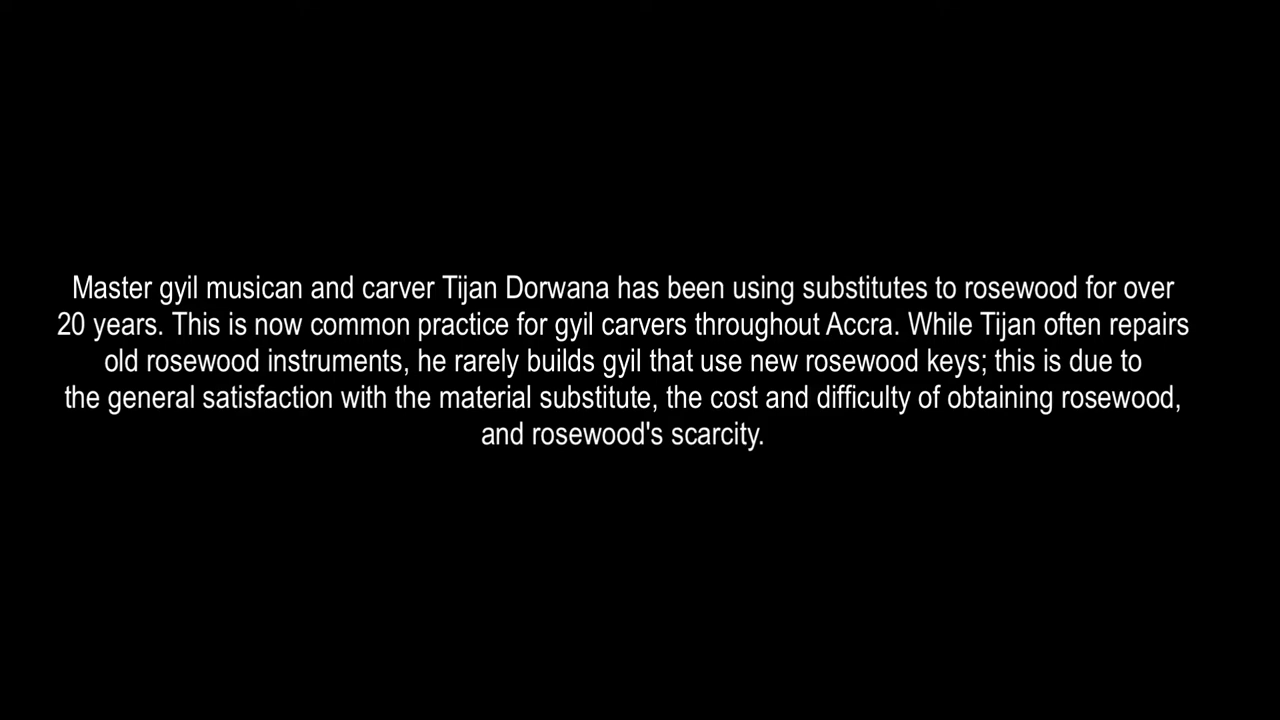 Master gyil musican and carver Tijan Dorwana has been using substitutes to rosewood for over
20 years. This is now common practice for gyil carvers throughout Accra. While Tijan often repairs
old rosewood instruments, he rarely builds gyil that use new rosewood keys; this is due to
the general satisfaction with the material substitute, the cost and difficulty of obtaining rosewood,
and rosewood's scarcity.